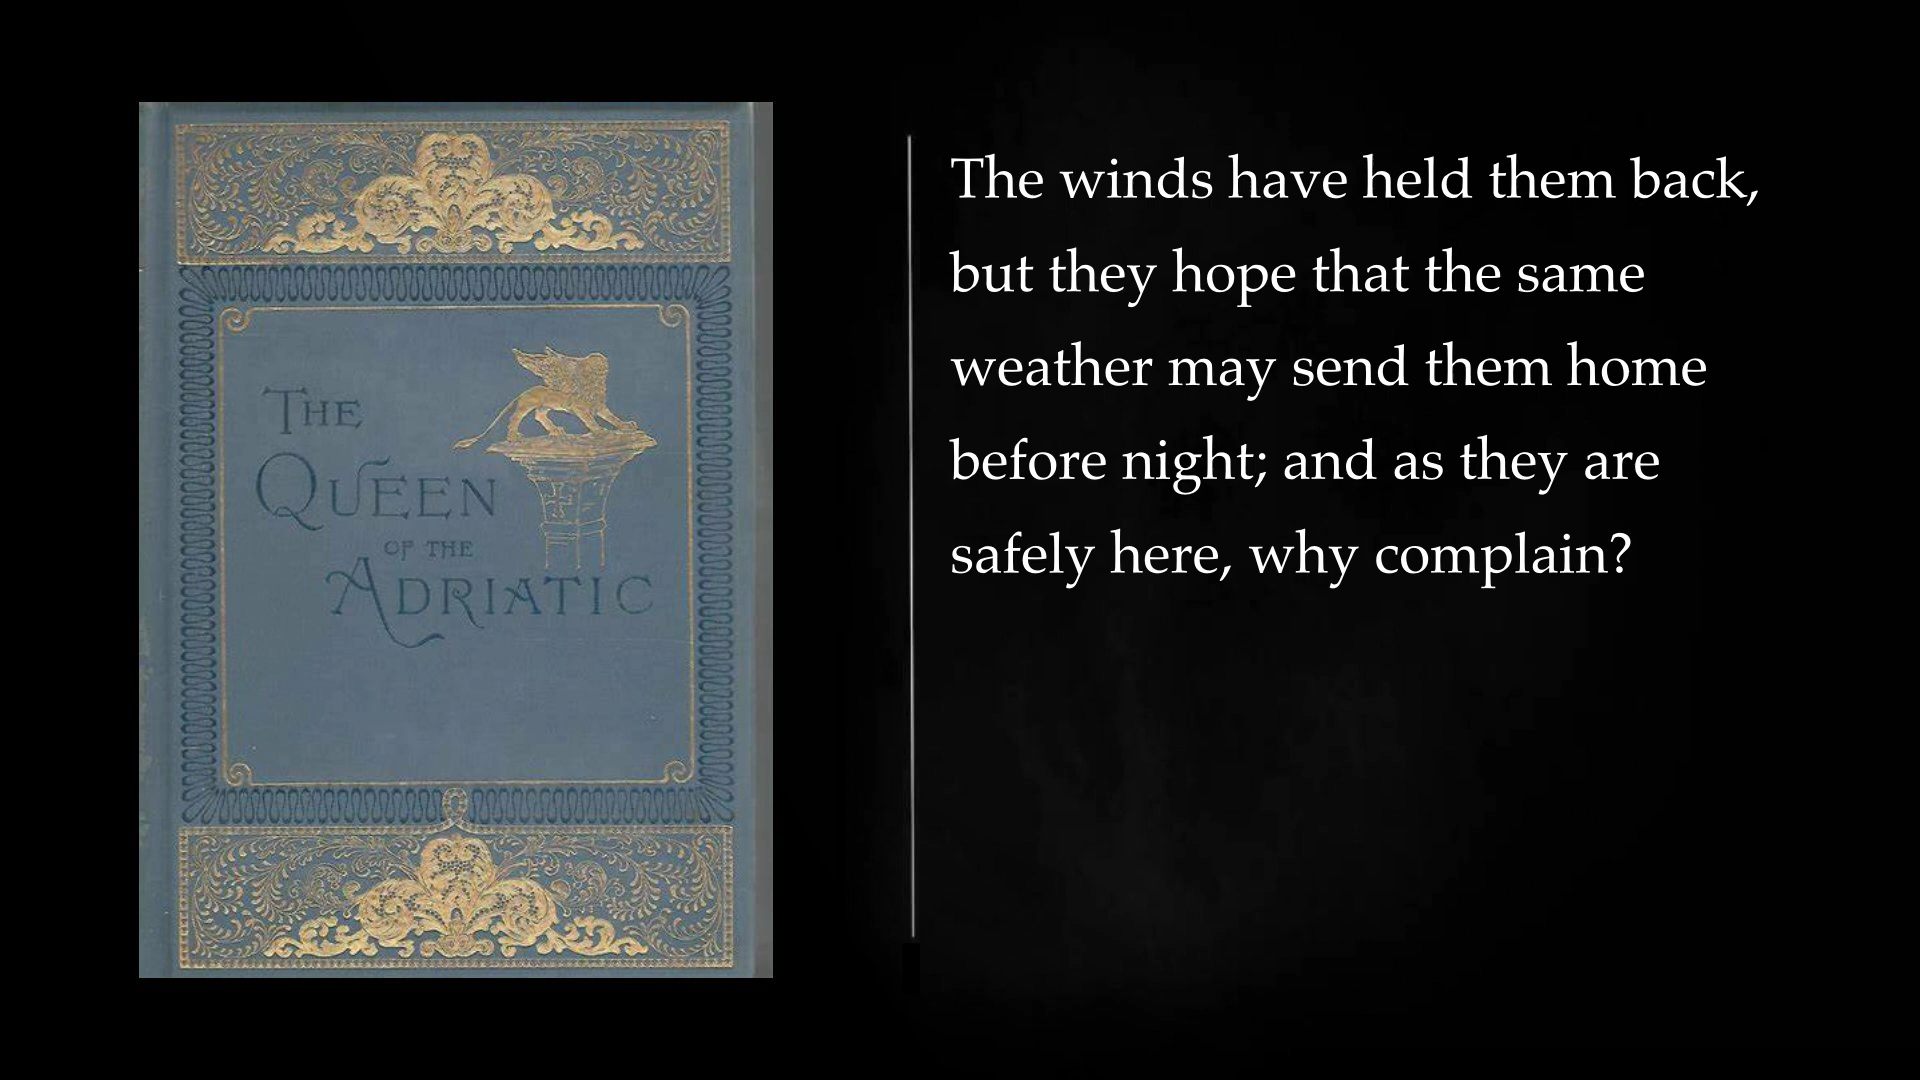 THE
QUEEN
OF THE
ADRIATIC
The winds have held them back,
but they hope that the same
weather may send them home
before night; and as they are
safely here, why complain?